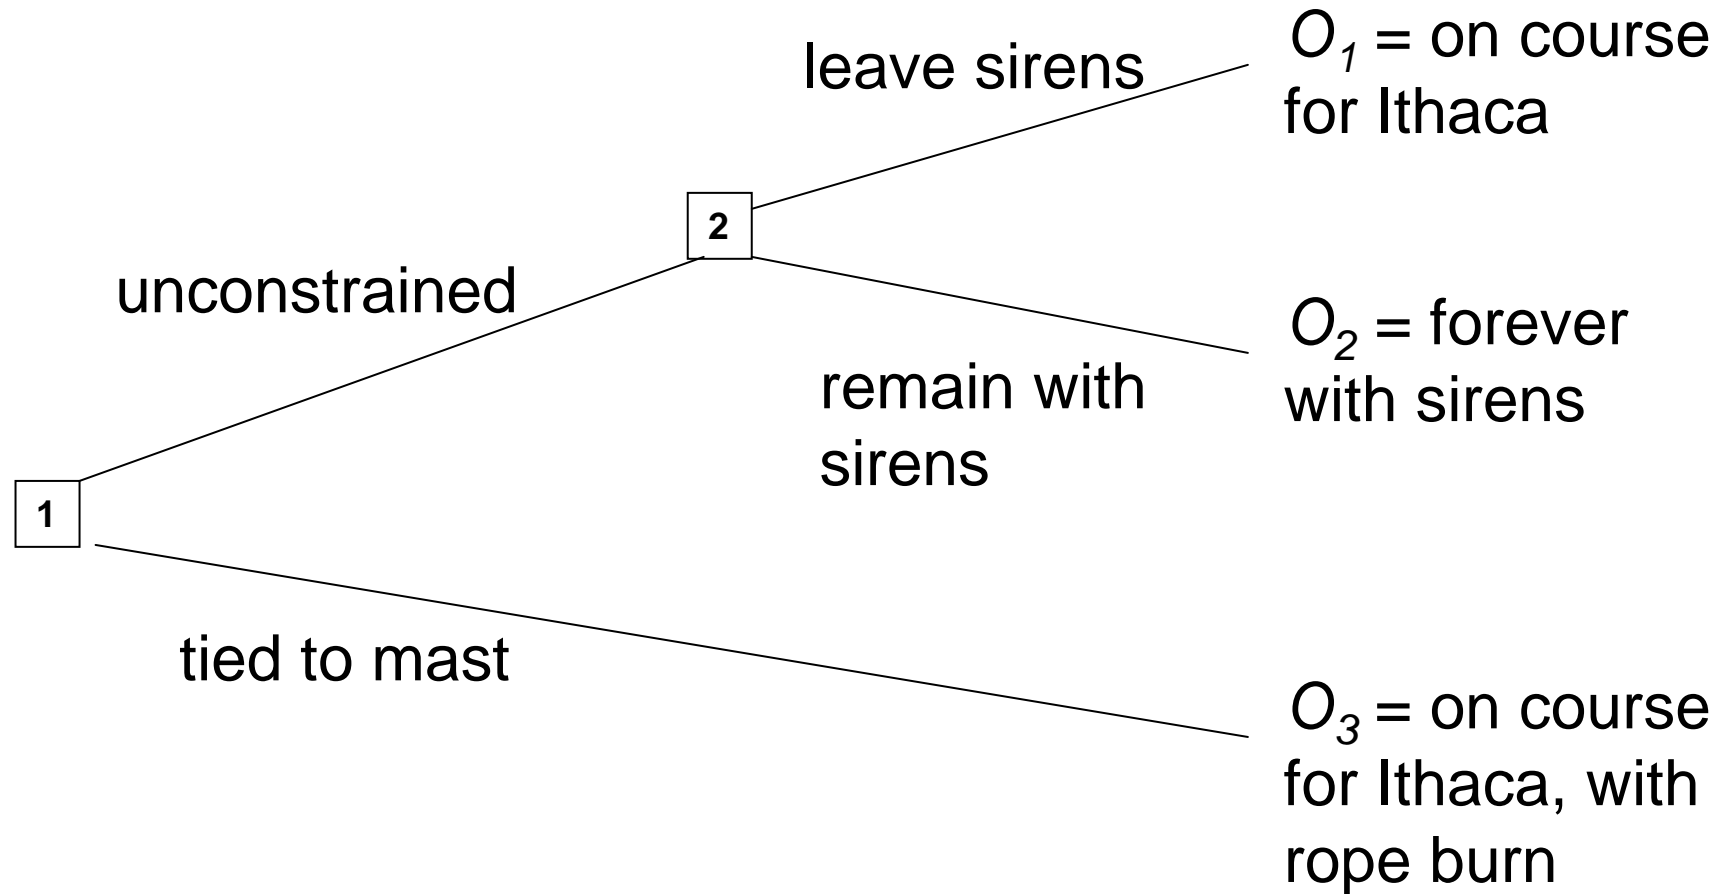 leave sirens
O₁ = on course
for Ithaca
2
unconstrained
O₂ = forever
with sirens
remain with
sirens
1
tied to mast
O₃ = on course
for Ithaca, with
rope burn